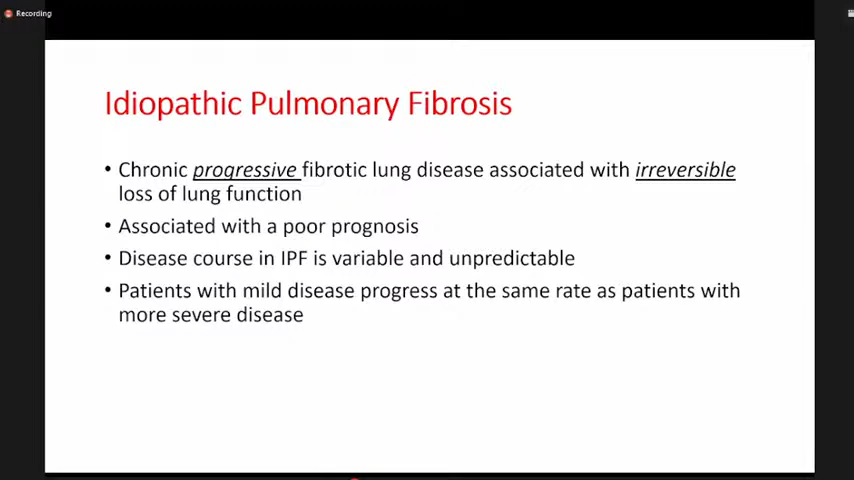 Recording
Idiopathic Pulmonary Fibrosis
• Chronic progressive fibrotic lung disease associated with irreversible
loss of lung function
• Associated with a poor prognosis
• Disease course in IPF is variable and unpredictable
• Patients with mild disease progress at the same rate as patients with
more severe disease